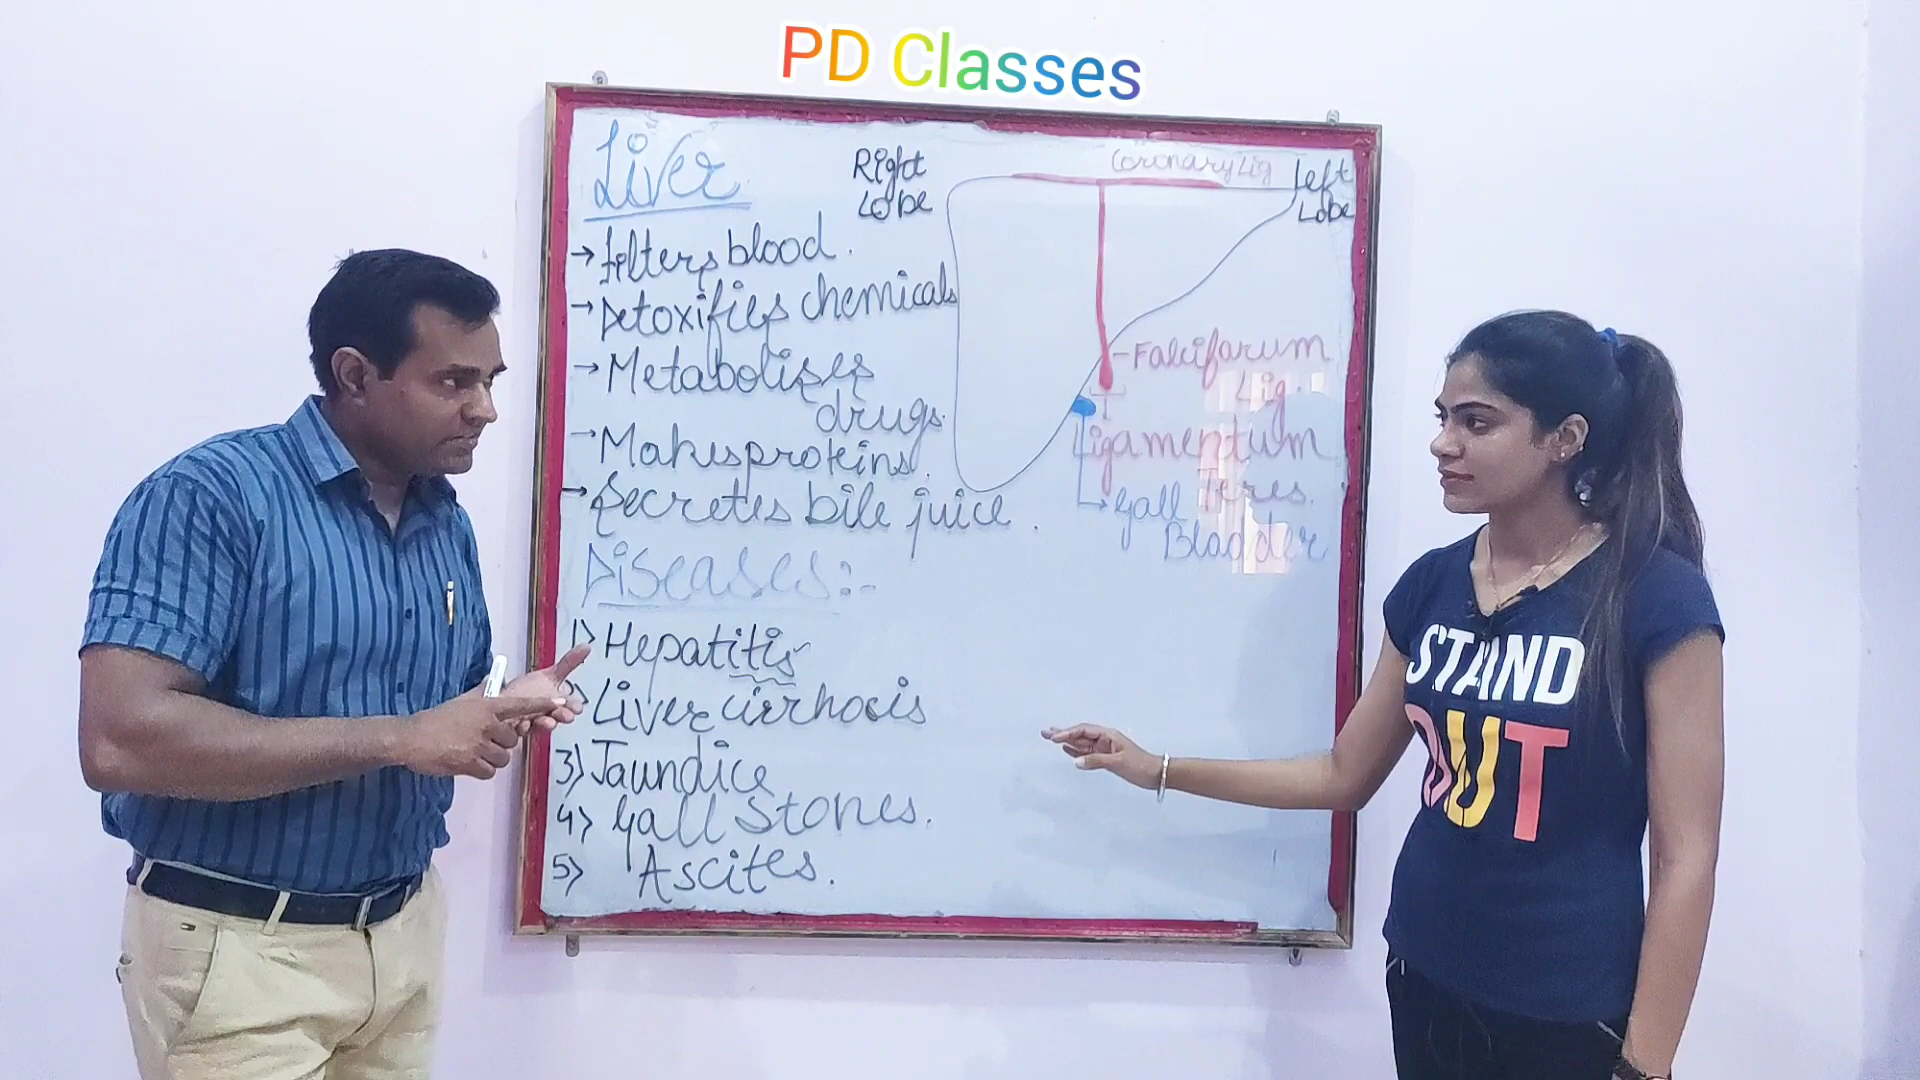 PD Classes
Liver
→ Filters blood.
→ Detoxifies chemicals
→ Metabolises
drugs.
→ Makes proteins.
→ Secretes bile juice.
Diseases:-
1> Hepatitis
2> Liver cirrhosis
3) Jaundice
4> Gall Stones.
5> Ascites.
Right
Lobe
Coronary Lig
Left
Lobe
Falciforum
Lig.
Ligamentum
Teres.
Gall
Bladder
STAND
OUT